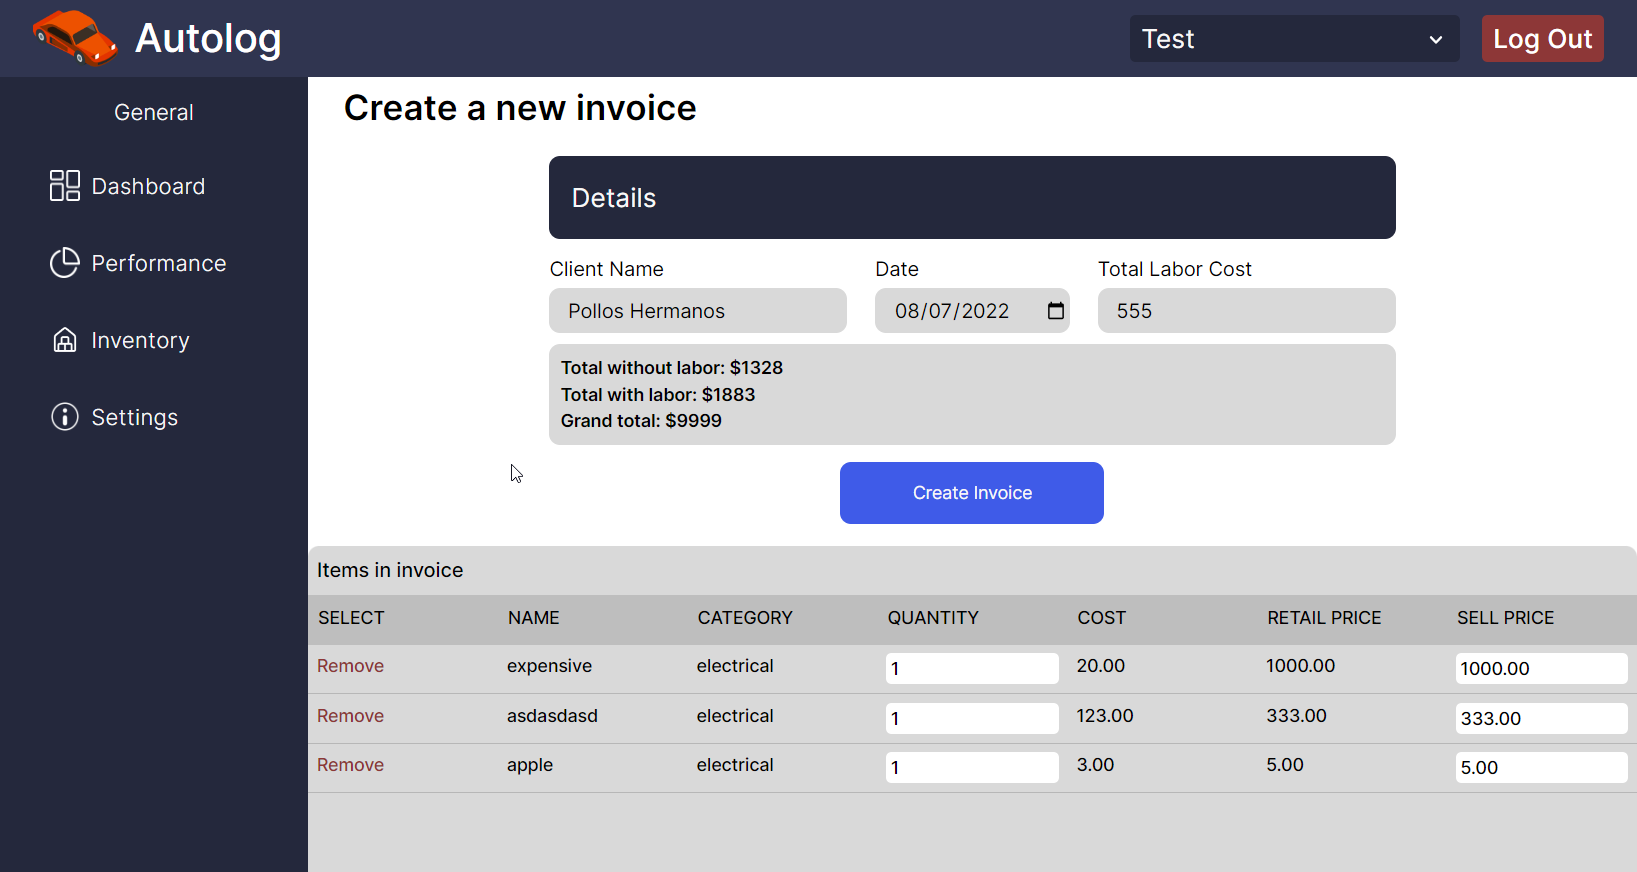 Autolog
Test
Log Out
General
Dashboard
Performance
Inventory
Settings
Create a new invoice
Details
Client Name Date Total Labor Cost
Pollos Hermanos 08/07/2022 555
Total without labor: $1328
Total with labor: $1883
Grand total: $9999
Create Invoice
Items in invoice
SELECT NAME CATEGORY QUANTITY COST RETAIL PRICE SELL PRICE
Remove expensive electrical 1 20.00 1000.00 1000.00
Remove asdasdasd electrical 1 123.00 333.00 333.00
Remove apple electrical 1 3.00 5.00 5.00